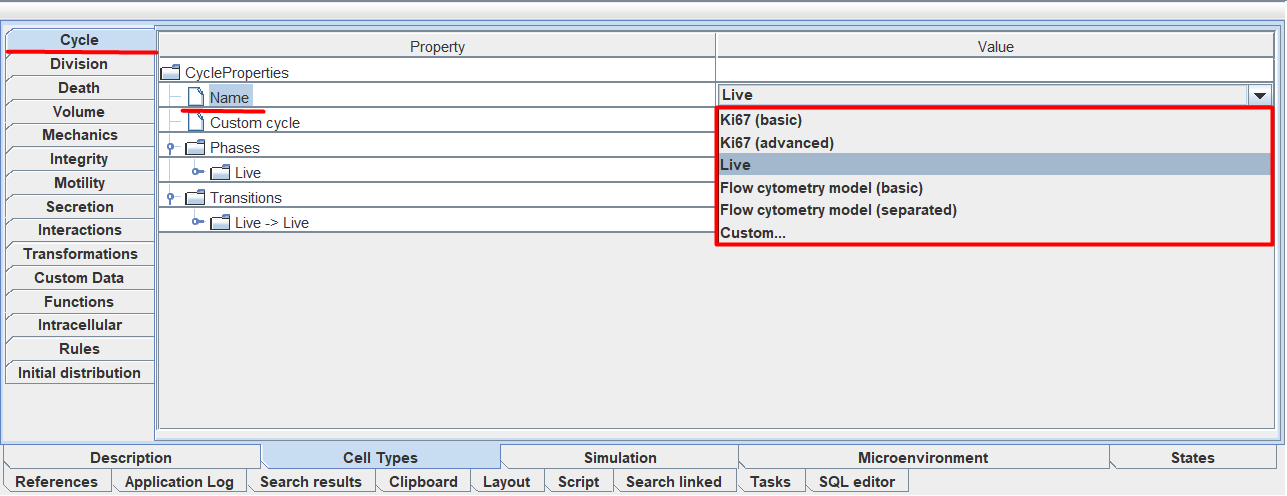 Cycle
Division
Death
Volume
Mechanics
Integrity
Motility
Secretion
Interactions
Transformations
Custom Data
Functions
Intracellular
Rules
Initial distribution
Property Value
CycleProperties
Name Live
Custom cycle
Phases
Live
Transitions
Live -> Live
Ki67 (basic)
Ki67 (advanced)
Live
Flow cytometry model (basic)
Flow cytometry model (separated)
Custom...
Description Cell Types Simulation Microenvironment States
References Application Log Search results Clipboard Layout Script Search linked Tasks SQL editor